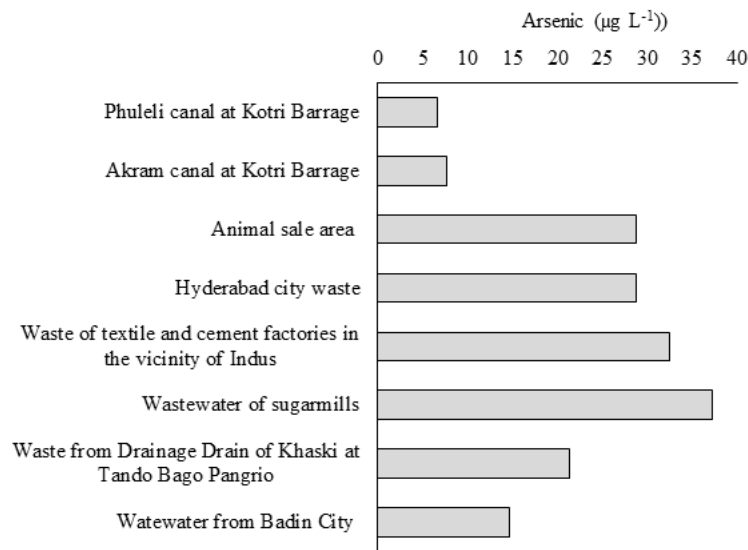 Arsenic (µg L⁻¹))
0 5 10 15 20 25 30 35 40
Phuleli canal at Kotri Barrage
Akram canal at Kotri Barrage
Animal sale area
Hyderabad city waste
Waste of textile and cement factories in
the vicinity of Indus
Wastewater of sugarmills
Waste from Drainage Drain of Khaski at
Tando Bago Pangrio
Watewater from Badin City